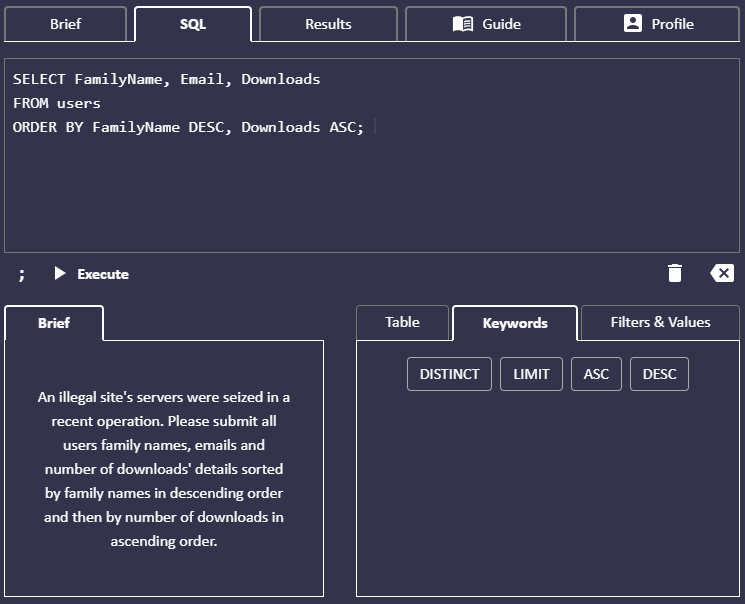 Brief
SQL
Results
Guide
Profile
SELECT FamilyName, Email, Downloads
FROM users
ORDER BY FamilyName DESC, Downloads ASC;
;
Execute
Brief
An illegal site's servers were seized in a
recent operation. Please submit all
users family names, emails and
number of downloads' details sorted
by family names in descending order
and then by number of downloads in
ascending order.
Table
Keywords
Filters & Values
DISTINCT
LIMIT
ASC
DESC